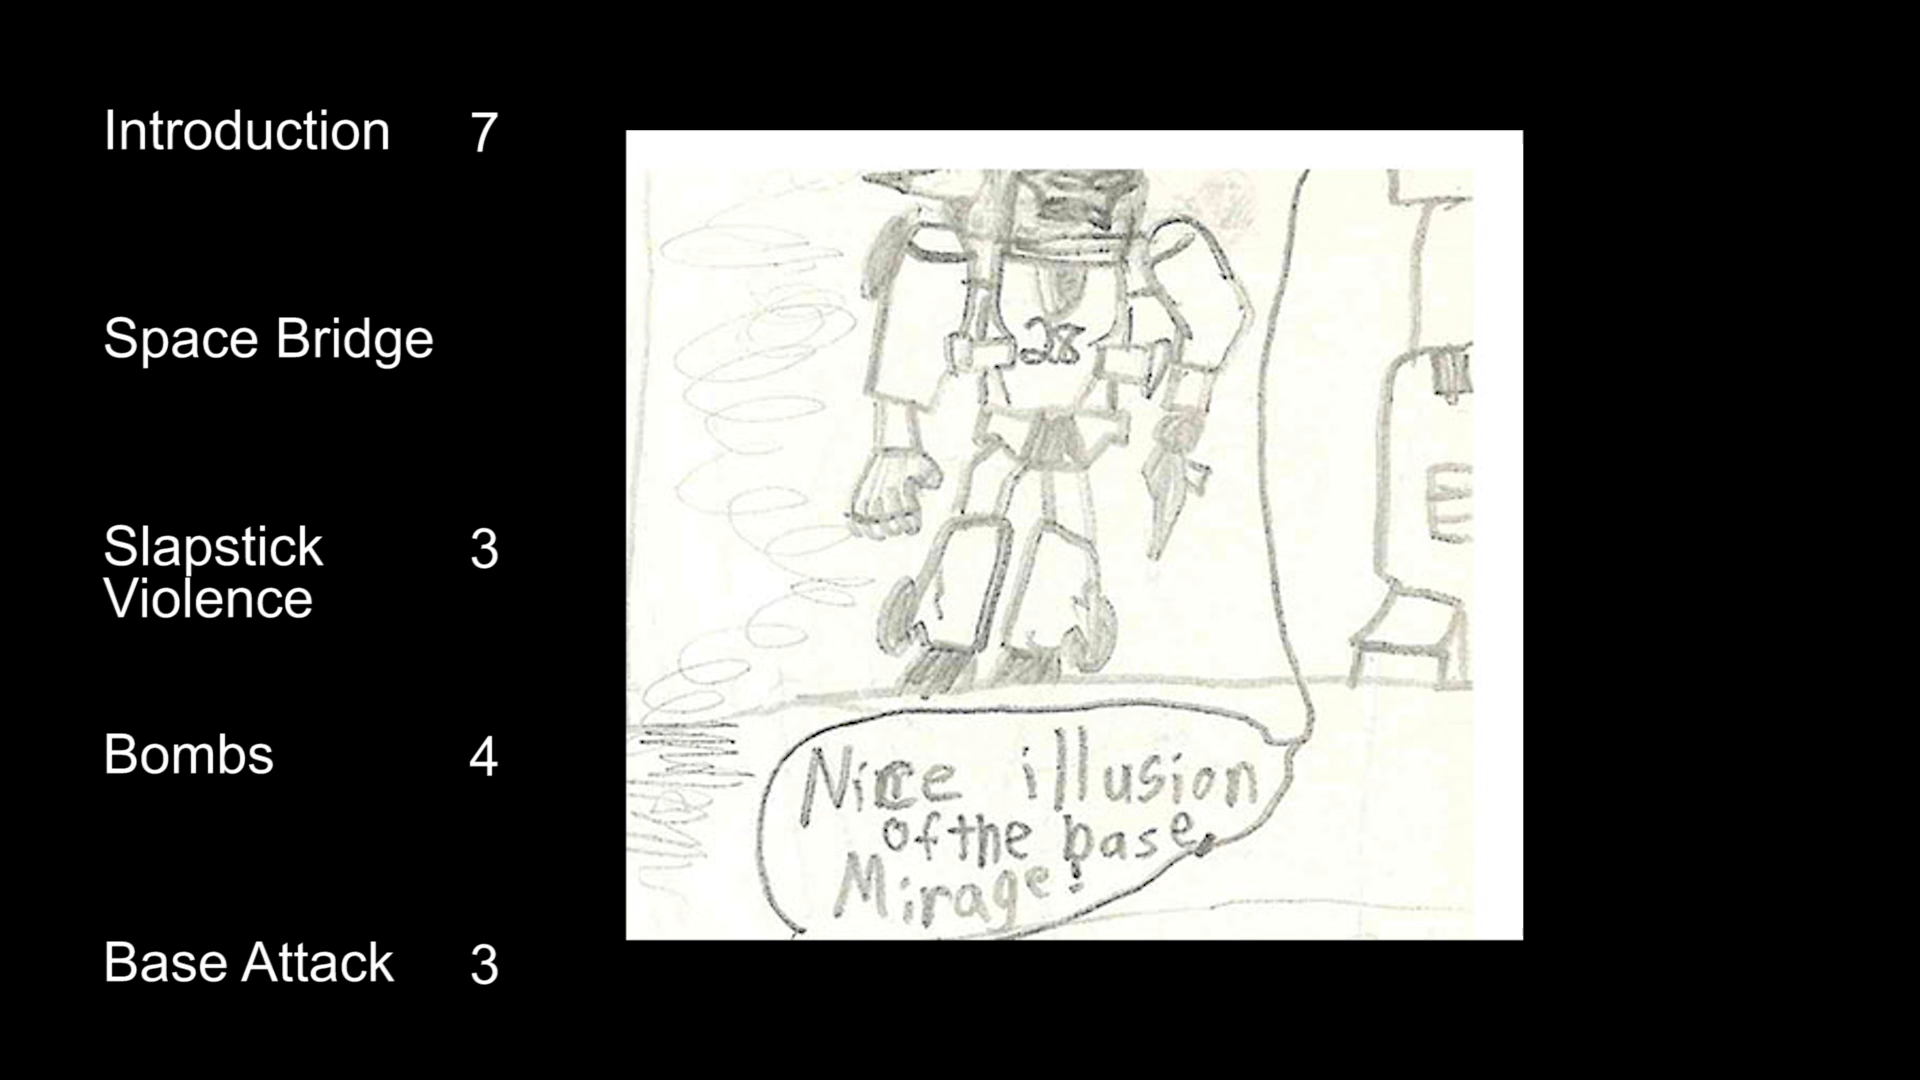 Introduction 7
Space Bridge
Slapstick 3
Violence
Bombs 4
Base Attack 3
28
Nice illusion
of the base
Mirage!